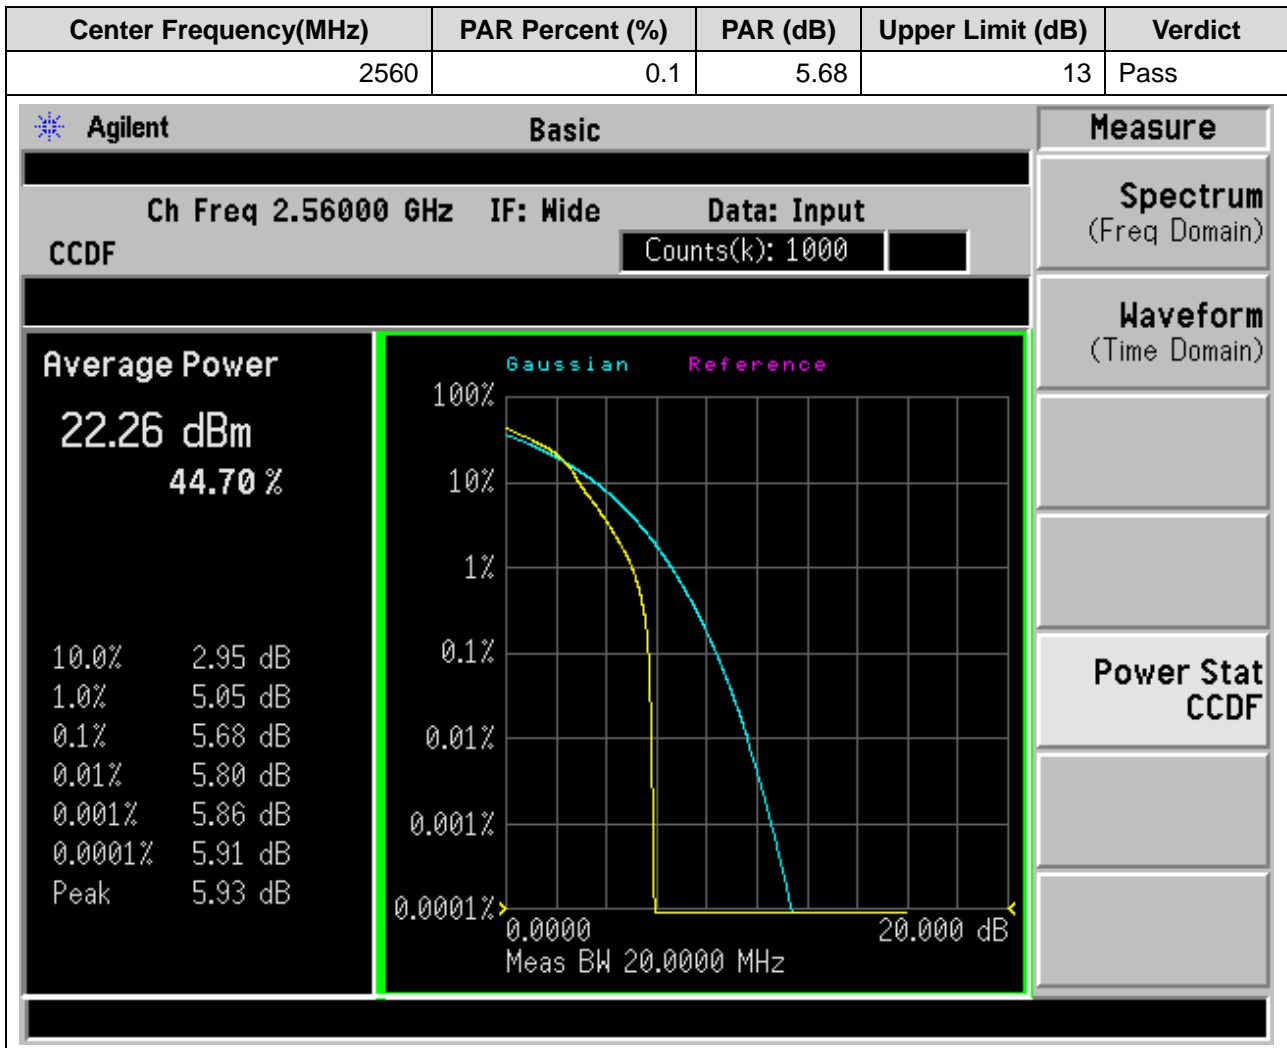 Center Frequency(MHz) PAR Percent (%) PAR (dB) Upper Limit (dB) Verdict
2560 0.1 5.68 13 Pass
Agilent Basic Measure
Ch Freq 2.56000 GHz IF: Wide Data: Input
CCDF Counts(k): 1000
Spectrum
(Freq Domain)
Waveform
(Time Domain)
Power Stat
CCDF
Average Power
22.26 dBm
44.70 %
10.0% 2.95 dB
1.0% 5.05 dB
0.1% 5.68 dB
0.01% 5.80 dB
0.001% 5.86 dB
0.0001% 5.91 dB
Peak 5.93 dB
Gaussian Reference
100%
10%
1%
0.1%
0.01%
0.001%
0.0001%
0.0000 20.000 dB
Meas BW 20.0000 MHz